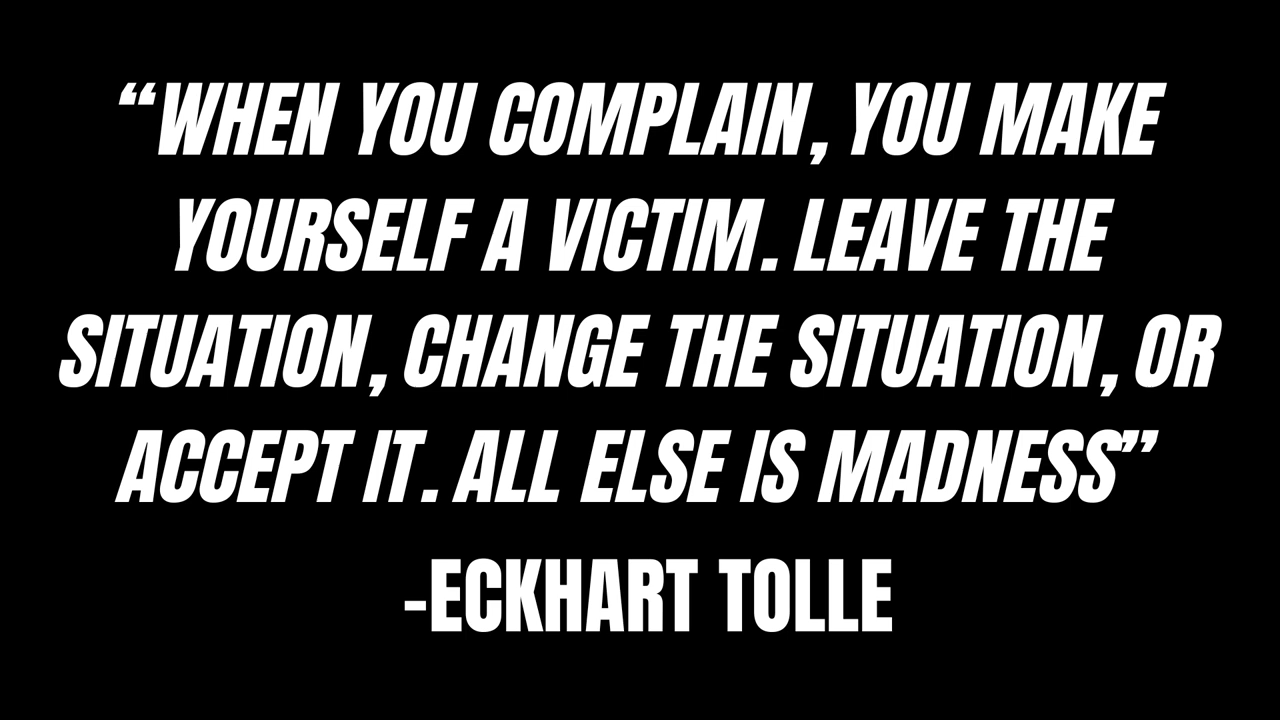 “WHEN YOU COMPLAIN, YOU MAKE
YOURSELF A VICTIM. LEAVE THE
SITUATION, CHANGE THE SITUATION, OR
ACCEPT IT. ALL ELSE IS MADNESS”
-ECKHART TOLLE